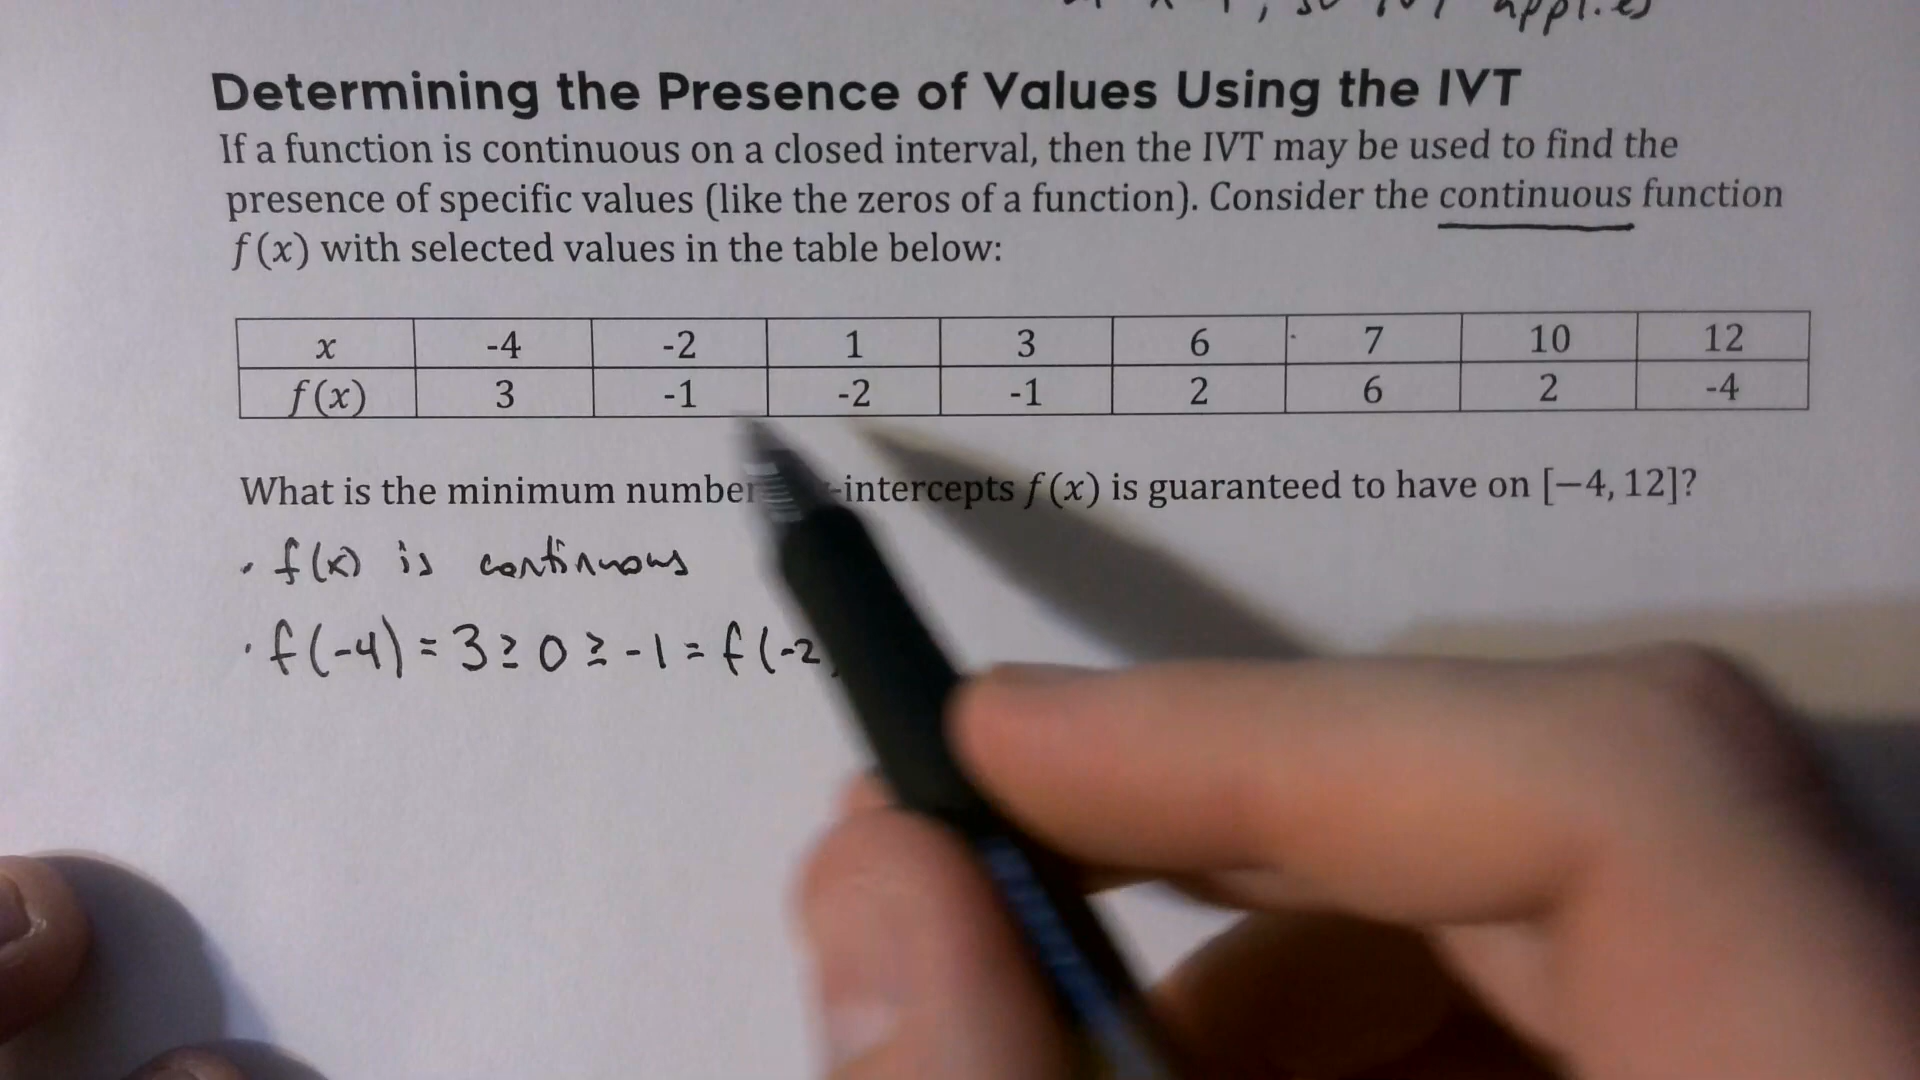 applies
Determining the Presence of Values Using the IVT
If a function is continuous on a closed interval, then the IVT may be used to find the
presence of specific values (like the zeros of a function). Consider the continuous function
f(x) with selected values in the table below:
x -4 -2 1 3 6 7 10 12
f(x) 3 -1 -2 -1 2 6 2 -4
What is the minimum number -intercepts f(x) is guaranteed to have on [−4, 12]?
· f(x) is continuous
· f(-4) = 3 ≥ 0 ≥ -1 = f(-2